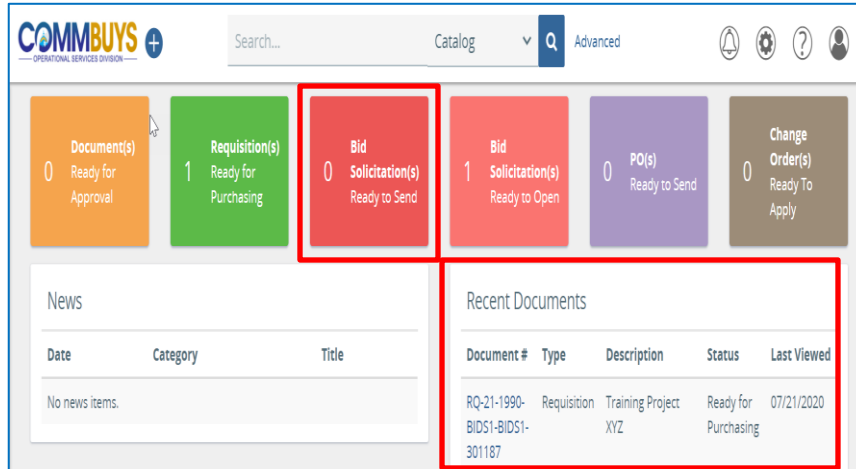 COMMBUYS
OPERATIONAL SERVICES DIVISION
Search...
Catalog
Advanced
0
Document(s)
Ready for
Approval
1
Requisition(s)
Ready for
Purchasing
0
Bid
Solicitation(s)
Ready to Send
1
Bid
Solicitation(s)
Ready to Open
0
PO(s)
Ready to Send
0
Change
Order(s)
Ready To
Apply
News
Date Category Title
No news items.
Recent Documents
Document # Type Description Status Last Viewed
RQ-21-1990- Requisition Training Project Ready for 07/21/2020
BIDS1-BIDS1- XYZ Purchasing
301187